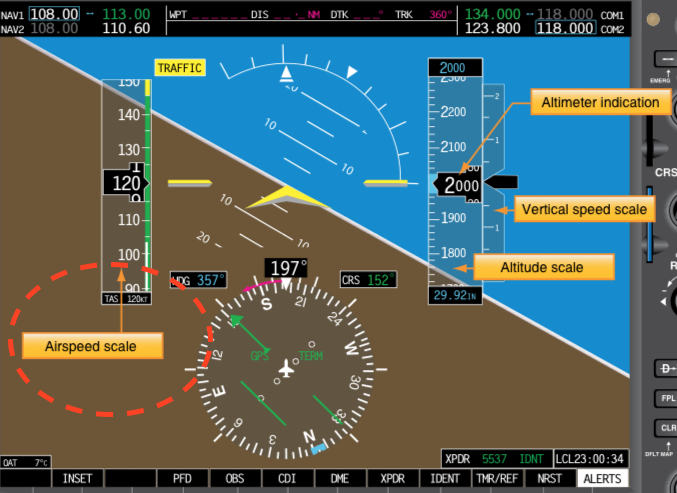 NAV1 108.00 ↔ 113.00 WPT _ _ _ _ _ _ DIS _ _._ NM DTK _ _ _° TRK 360° 134.000 ↔ 118.000 COM1
NAV2 108.00 110.60 123.800 118.000 COM2
TRAFFIC
2000
150
140
130
120
110
100
90
TAS 120KT
20
10
10
10
10
20
10
2300
2200
2100
2000
1900
1800
29.92IN
2
1
1
Altimeter indication
Vertical speed scale
Altitude scale
Airspeed scale
EMERG
CRS
HDG 357°
197°
CRS 152°
S
21
24
W
30
33
N
3
6
E
12
GPS
TERM
XPDR 5537 IDNT LCL23:00:34
OAT 7°C
INSET PFD OBS CDI DME XPDR IDENT TMR/REF NRST ALERTS
D
FPL
CLR
DFLT MAP